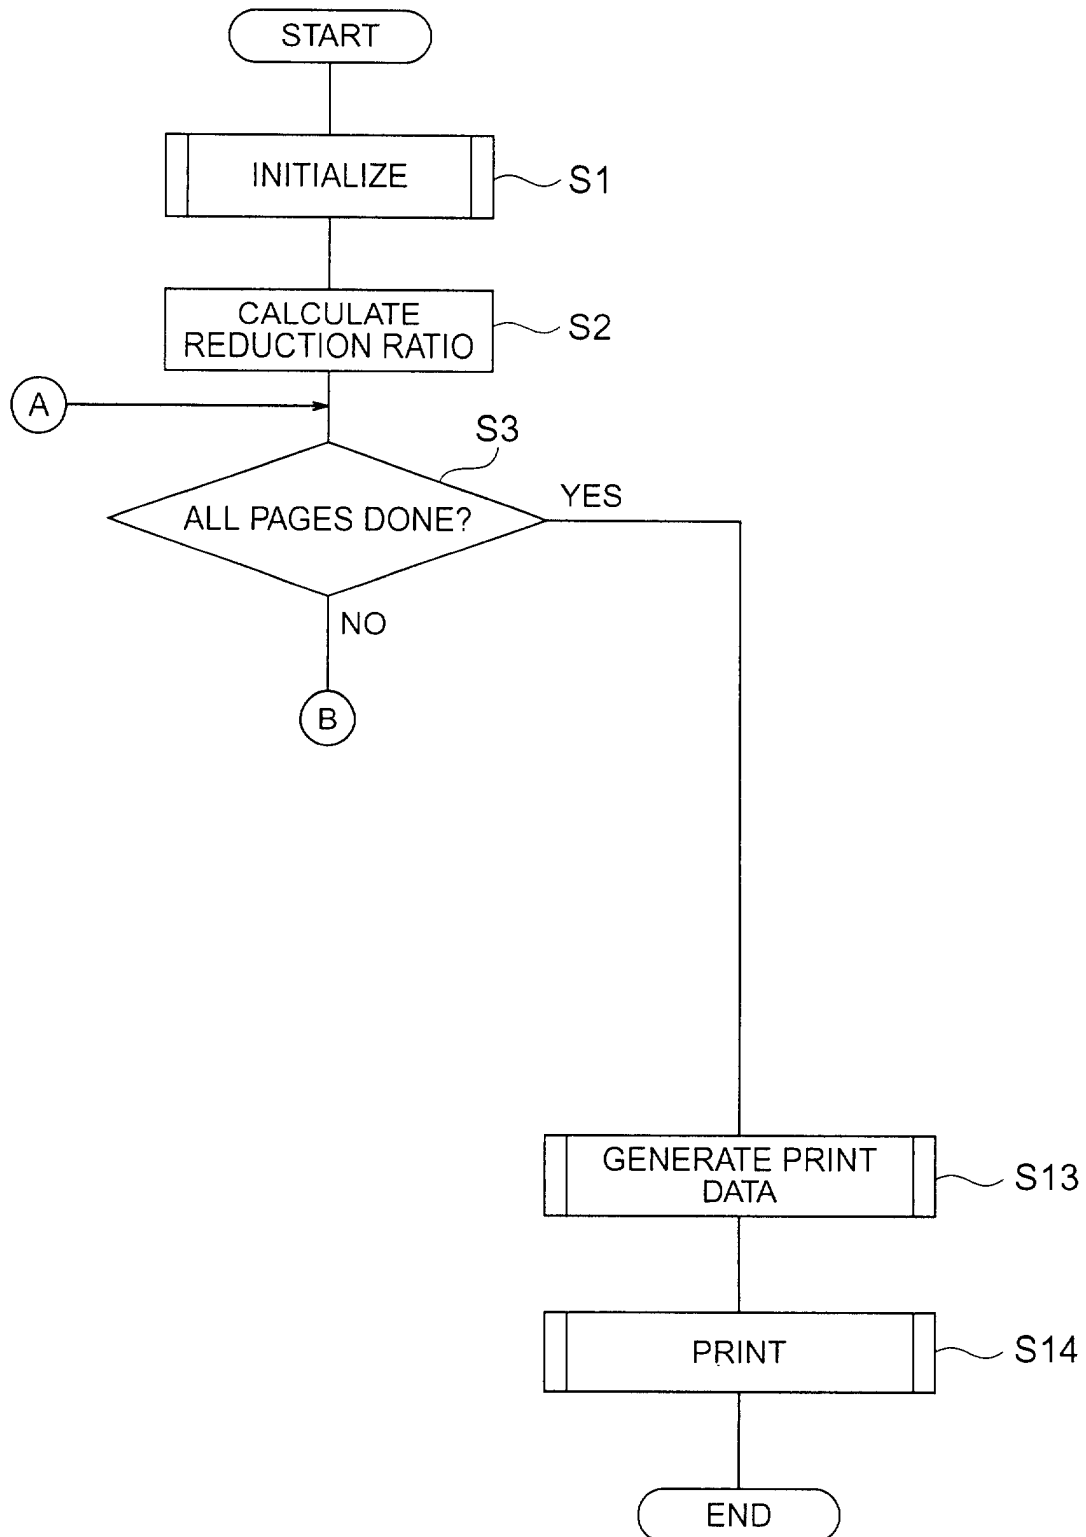 START
INITIALIZE
S1
CALCULATE
REDUCTION RATIO
S2
A
S3
ALL PAGES DONE?
YES
NO
B
GENERATE PRINT
DATA
S13
PRINT
S14
END